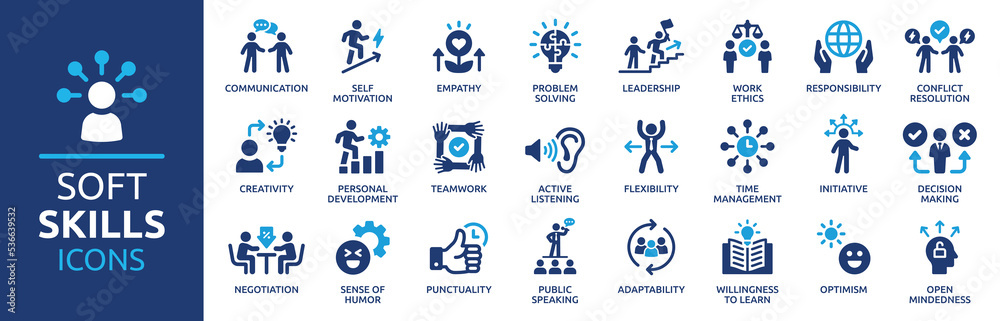 SOFT
SKILLS
ICONS
COMMUNICATION
SELF
MOTIVATION
EMPATHY
PROBLEM
SOLVING
LEADERSHIP
WORK
ETHICS
RESPONSIBILITY
CONFLICT
RESOLUTION
CREATIVITY
PERSONAL
DEVELOPMENT
TEAMWORK
ACTIVE
LISTENING
FLEXIBILITY
TIME
MANAGEMENT
INITIATIVE
DECISION
MAKING
NEGOTIATION
SENSE OF
HUMOR
PUNCTUALITY
PUBLIC
SPEAKING
ADAPTABILITY
WILLINGNESS
TO LEARN
OPTIMISM
OPEN
MINDEDNESS
Adobe Stock | #536639532